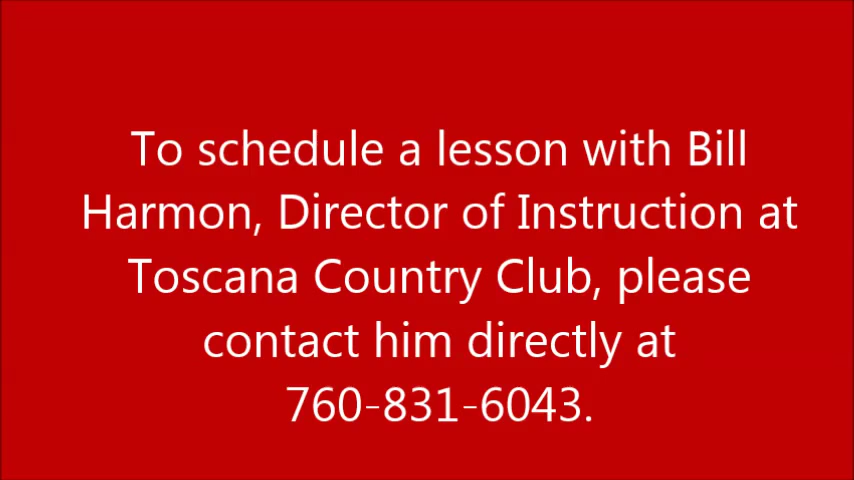 To schedule a lesson with Bill
Harmon, Director of Instruction at
Toscana Country Club, please
contact him directly at
760-831-6043.